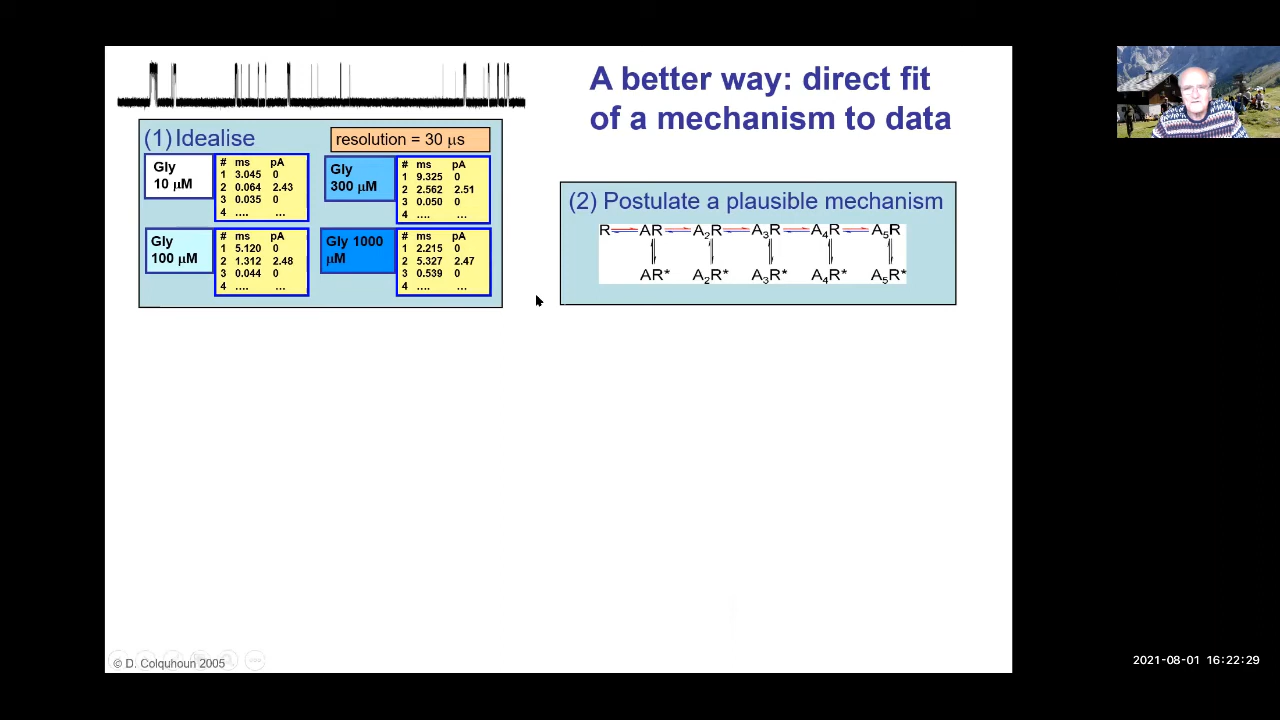 A better way: direct fit
of a mechanism to data
(1) Idealise
resolution = 30 μs
Gly
10 μM
# ms pA
1 3.045 0
2 0.064 2.43
3 0.035 0
4 .... ...
Gly
300 μM
# ms pA
1 9.325 0
2 2.562 2.51
3 0.050 0
4 .... ...
Gly
100 μM
# ms pA
1 5.120 0
2 1.312 2.48
3 0.044 0
4 .... ...
Gly 1000
μM
# ms pA
1 2.215 0
2 5.327 2.47
3 0.539 0
4 .... ...
(2) Postulate a plausible mechanism
R AR A₂R A₃R A₄R A₅R
AR* A₂R* A₃R* A₄R* A₅R*
© D. Colquhoun 2005
2021-08-01 16:22:29